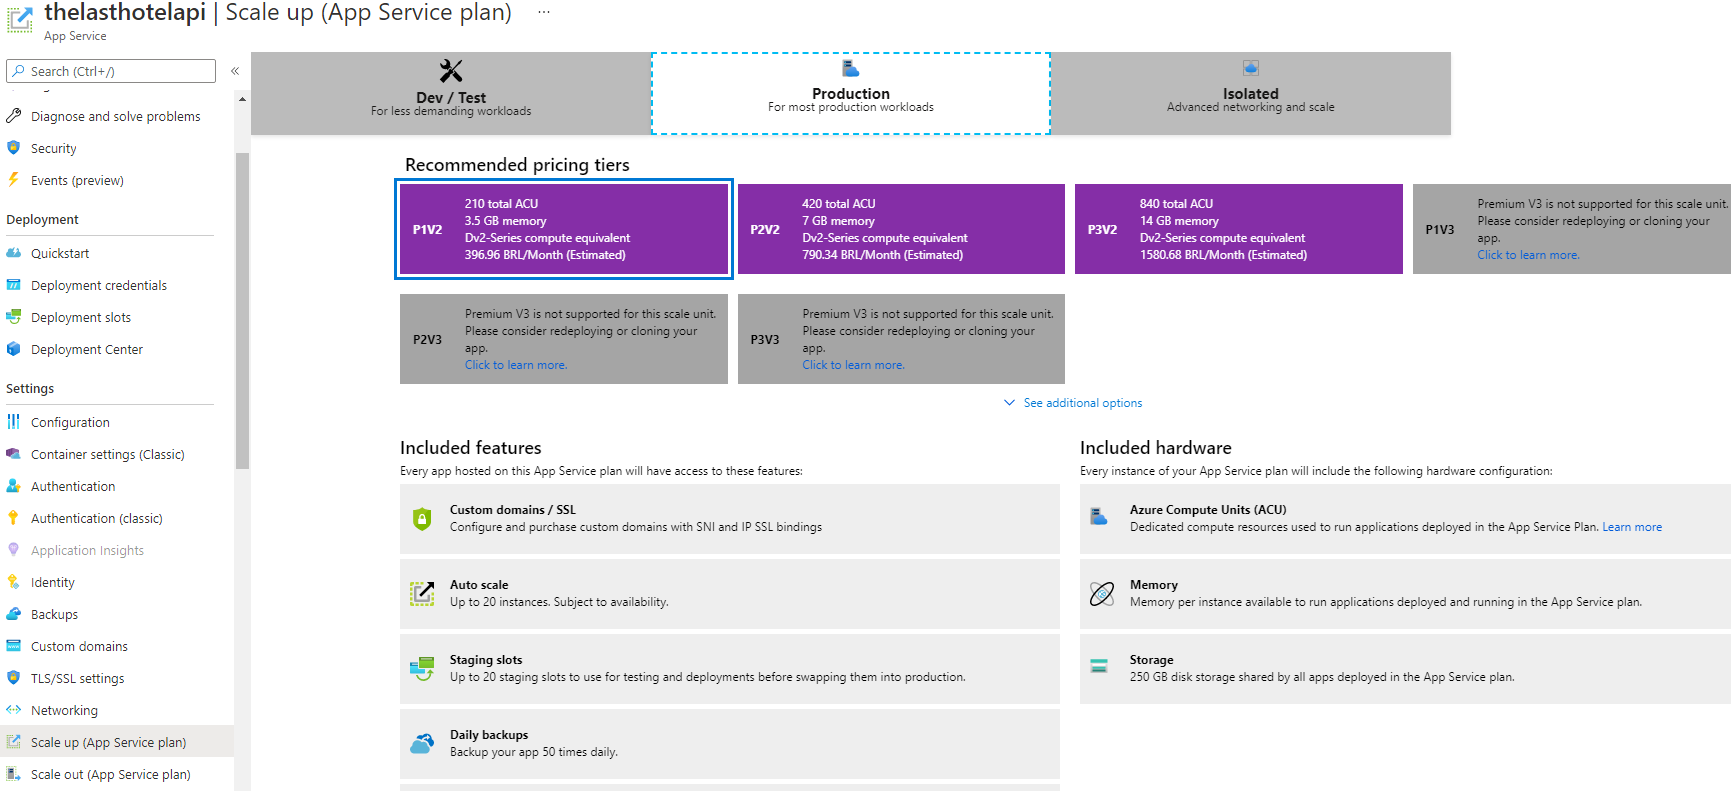 thelasthotelapi | Scale up (App Service plan) ...
App Service
Search (Ctrl+/)
«
Diagnose and solve problems
Security
Events (preview)
Deployment
Quickstart
Deployment credentials
Deployment slots
Deployment Center
Settings
Configuration
Container settings (Classic)
Authentication
Authentication (classic)
Application Insights
Identity
Backups
Custom domains
TLS/SSL settings
Networking
Scale up (App Service plan)
Scale out (App Service plan)
Dev / Test
For less demanding workloads
Production
For most production workloads
Isolated
Advanced networking and scale
Recommended pricing tiers
P1V2
210 total ACU
3.5 GB memory
Dv2-Series compute equivalent
396.96 BRL/Month (Estimated)
P2V2
420 total ACU
7 GB memory
Dv2-Series compute equivalent
790.34 BRL/Month (Estimated)
P3V2
840 total ACU
14 GB memory
Dv2-Series compute equivalent
1580.68 BRL/Month (Estimated)
P1V3
Premium V3 is not supported for this scale unit.
Please consider redeploying or cloning your
app.
Click to learn more.
P2V3
Premium V3 is not supported for this scale unit.
Please consider redeploying or cloning your
app.
Click to learn more.
P3V3
Premium V3 is not supported for this scale unit.
Please consider redeploying or cloning your
app.
Click to learn more.
See additional options
Included features
Every app hosted on this App Service plan will have access to these features:
Custom domains / SSL
Configure and purchase custom domains with SNI and IP SSL bindings
Auto scale
Up to 20 instances. Subject to availability.
Staging slots
Up to 20 staging slots to use for testing and deployments before swapping them into production.
Daily backups
Backup your app 50 times daily.
Included hardware
Every instance of your App Service plan will include the following hardware configuration:
Azure Compute Units (ACU)
Dedicated compute resources used to run applications deployed in the App Service Plan. Learn more
Memory
Memory per instance available to run applications deployed and running in the App Service plan.
Storage
250 GB disk storage shared by all apps deployed in the App Service plan.